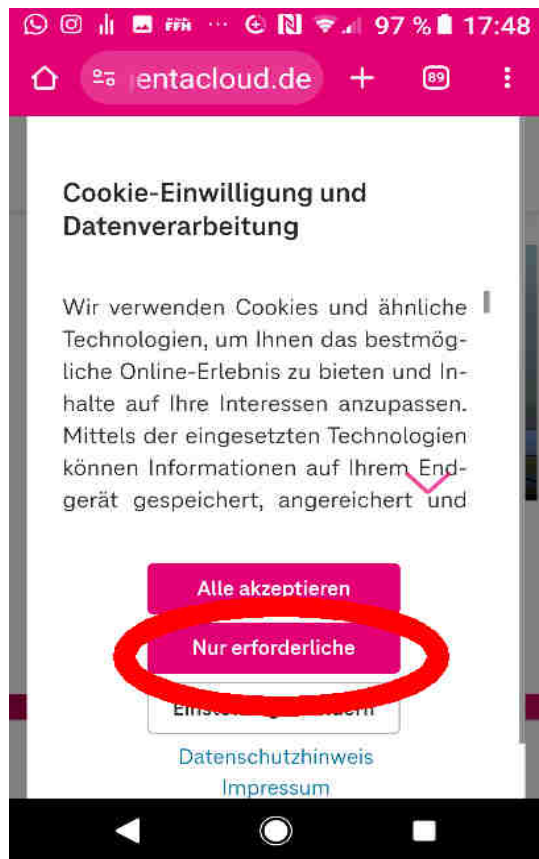 FFH ... 97 % 17:48
entacloud.de + 89
Cookie-Einwilligung und
Datenverarbeitung
Wir verwenden Cookies und ähnliche
Technologien, um Ihnen das bestmög-
liche Online-Erlebnis zu bieten und In-
halte auf Ihre Interessen anzupassen.
Mittels der eingesetzten Technologien
können Informationen auf Ihrem End-
gerät gespeichert, angereichert und
Alle akzeptieren
Nur erforderliche
Datenschutzhinweis
Impressum